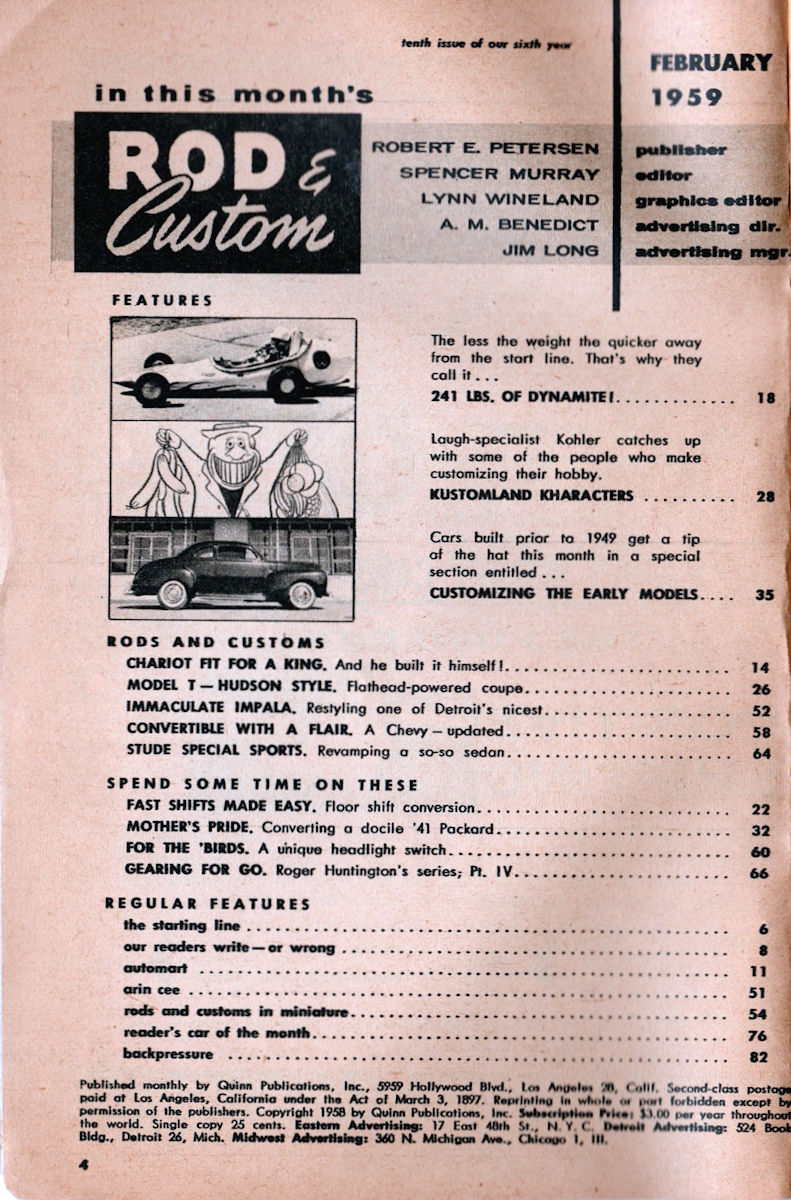 tenth issue of our sixth year
FEBRUARY
1959
in this month's
ROD &
Custom
ROBERT E. PETERSEN publisher
SPENCER MURRAY editor
LYNN WINELAND graphics editor
A. M. BENEDICT advertising dir.
JIM LONG advertising mgr.
FEATURES
The less the weight the quicker away
from the start line. That's why they
call it . . .
241 LBS. OF DYNAMITE!. . . . . . . . . . . . 18
Laugh-specialist Kohler catches up
with some of the people who make
customizing their hobby.
KUSTOMLAND KHARACTERS . . . . . . . . . . 28
Cars built prior to 1949 get a tip
of the hat this month in a special
section entitled . . .
CUSTOMIZING THE EARLY MODELS. . . . 35
RODS AND CUSTOMS
CHARIOT FIT FOR A KING. And he built it himself!. . . . . . . . . . . . . . . . . . . . . . . . 14
MODEL T — HUDSON STYLE. Flathead-powered coupe. . . . . . . . . . . . . . . . . . . . . . 26
IMMACULATE IMPALA. Restyling one of Detroit's nicest. . . . . . . . . . . . . . . . . . . . 52
CONVERTIBLE WITH A FLAIR. A Chevy — updated. . . . . . . . . . . . . . . . . . . . . . . . 58
STUDE SPECIAL SPORTS. Revamping a so-so sedan. . . . . . . . . . . . . . . . . . . . . . . . 64
SPEND SOME TIME ON THESE
FAST SHIFTS MADE EASY. Floor shift conversion. . . . . . . . . . . . . . . . . . . . . . . . . . . 22
MOTHER'S PRIDE. Converting a docile '41 Packard. . . . . . . . . . . . . . . . . . . . . . . . . 32
FOR THE 'BIRDS. A unique headlight switch. . . . . . . . . . . . . . . . . . . . . . . . . . . . . . 60
GEARING FOR GO. Roger Huntington's series; Pt. IV. . . . . . . . . . . . . . . . . . . . . . . 66
REGULAR FEATURES
the starting line . . . . . . . . . . . . . . . . . . . . . . . . . . . . . . . . . . . . . . . . . . . . . . . . . . 6
our readers write — or wrong . . . . . . . . . . . . . . . . . . . . . . . . . . . . . . . . . . . . . . . . 8
automart . . . . . . . . . . . . . . . . . . . . . . . . . . . . . . . . . . . . . . . . . . . . . . . . . . . . . . 11
arin cee . . . . . . . . . . . . . . . . . . . . . . . . . . . . . . . . . . . . . . . . . . . . . . . . . . . . . . . 51
rods and customs in miniature. . . . . . . . . . . . . . . . . . . . . . . . . . . . . . . . . . . . . . . 54
reader's car of the month. . . . . . . . . . . . . . . . . . . . . . . . . . . . . . . . . . . . . . . . . . . 76
backpressure . . . . . . . . . . . . . . . . . . . . . . . . . . . . . . . . . . . . . . . . . . . . . . . . . . . 82
Published monthly by Quinn Publications, Inc., 5959 Hollywood Blvd., Los Angeles 28, Calif. Second-class postage
paid at Los Angeles, California under the Act of March 3, 1897. Reprinting in whole or part forbidden except by
permission of the publishers. Copyright 1958 by Quinn Publications, Inc. Subscription Price: $3.00 per year throughout
the world. Single copy 25 cents. Eastern Advertising: 17 East 48th St., N. Y. C. Detroit Advertising: 524 Book
Bldg., Detroit 26, Mich. Midwest Advertising: 360 N. Michigan Ave., Chicago 1, Ill.
4